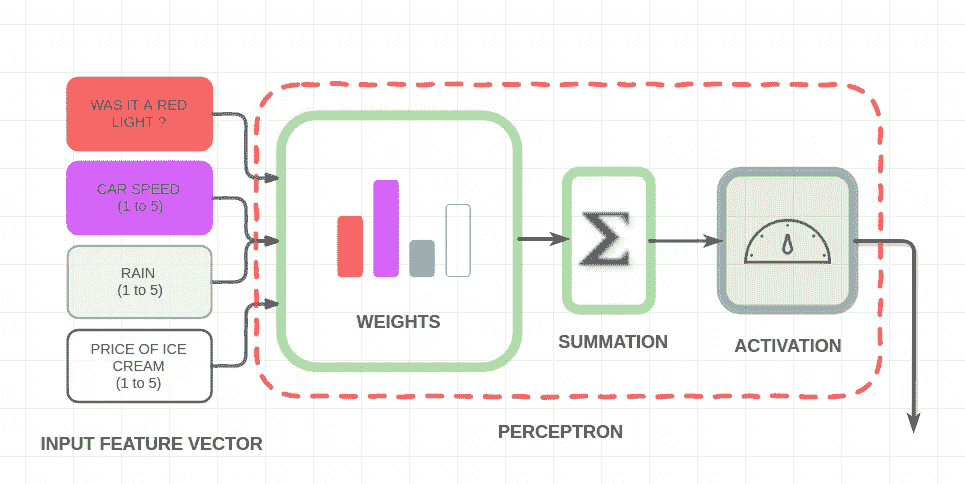 WAS IT A RED
LIGHT ?
CAR SPEED
(1 to 5)
RAIN
(1 to 5)
PRICE OF ICE
CREAM
(1 to 5)
INPUT FEATURE VECTOR
WEIGHTS
Σ
SUMMATION
ACTIVATION
PERCEPTRON